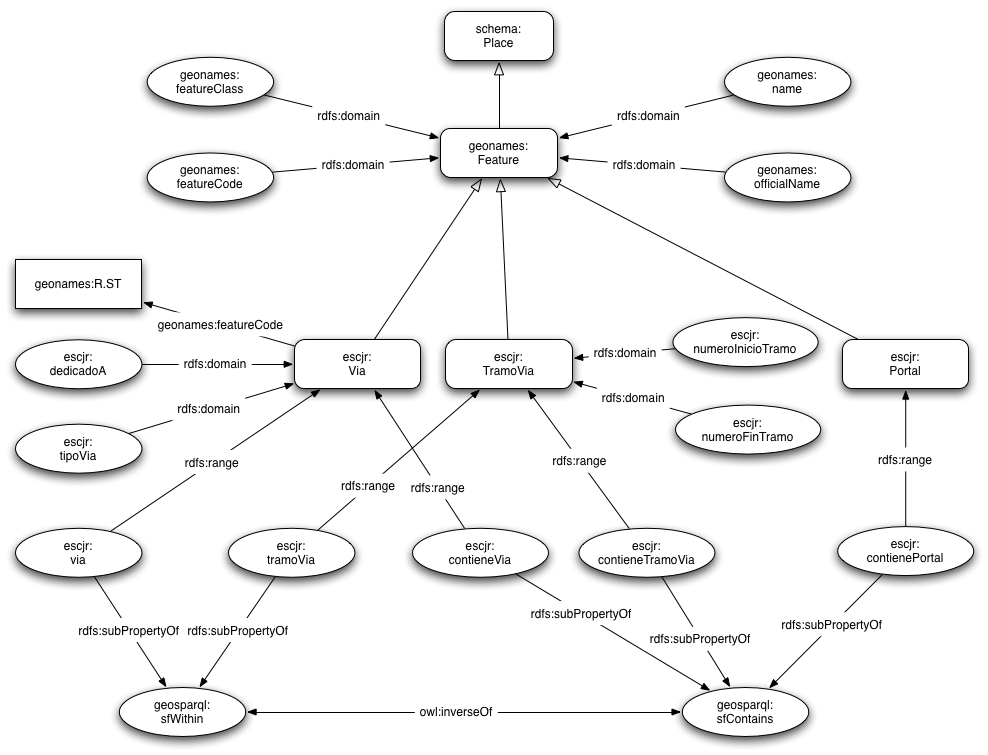 schema:
Place
geonames:
featureClass
geonames:
name
rdfs:domain
rdfs:domain
geonames:
Feature
rdfs:domain
rdfs:domain
geonames:
featureCode
geonames:
officialName
geonames:R.ST
geonames:featureCode
escjr:
dedicadoA
rdfs:domain
escjr:
Via
escjr:
TramoVia
rdfs:domain
escjr:
numeroInicioTramo
escjr:
Portal
rdfs:domain
rdfs:domain
escjr:
tipoVia
escjr:
numeroFinTramo
rdfs:range
rdfs:range
rdfs:range
rdfs:range
rdfs:range
escjr:
via
escjr:
tramoVia
escjr:
contieneVia
escjr:
contieneTramoVia
escjr:
contienePortal
rdfs:subPropertyOf
rdfs:subPropertyOf
rdfs:subPropertyOf
rdfs:subPropertyOf
rdfs:subPropertyOf
geosparql:
sfWithin
owl:inverseOf
geosparql:
sfContains